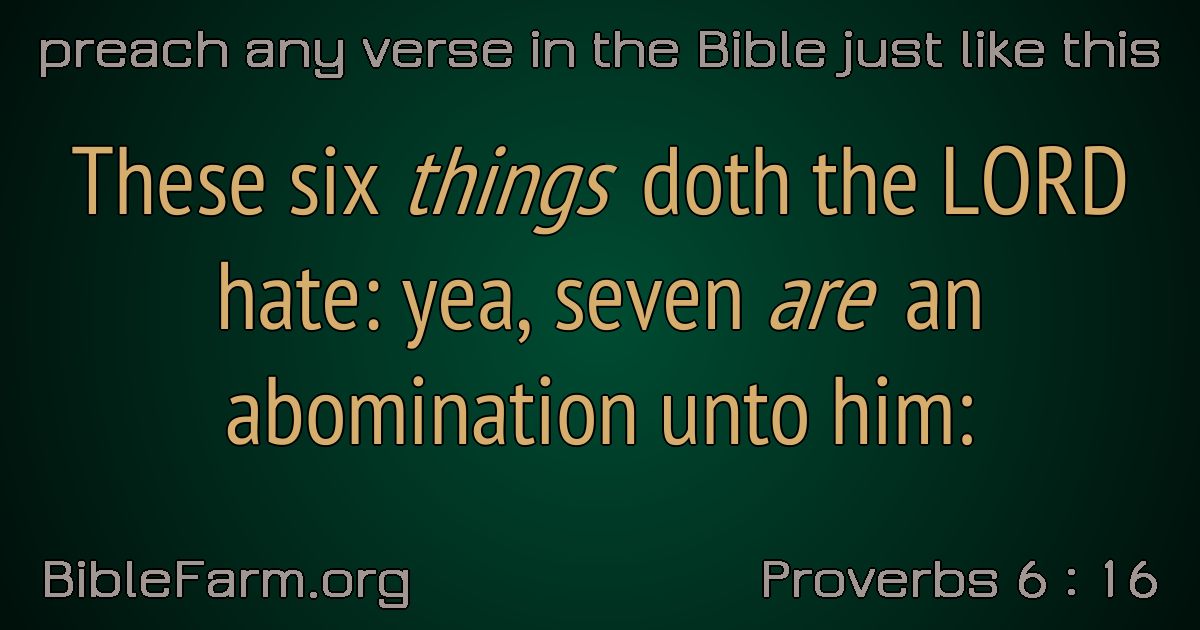 preach any verse in the Bible just like this
These six things doth the LORD
hate: yea, seven are an
abomination unto him:
BibleFarm.org
Proverbs 6 : 16